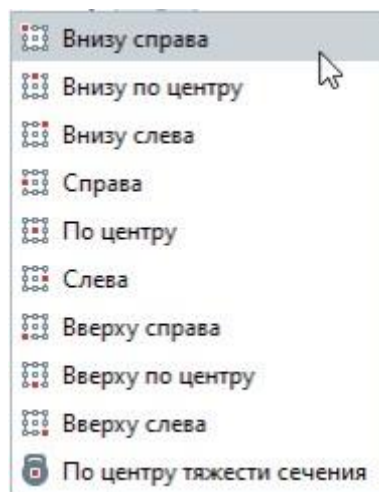 Внизу справа
Внизу по центру
Внизу слева
Справа
По центру
Слева
Вверху справа
Вверху по центру
Вверху слева
По центру тяжести сечения